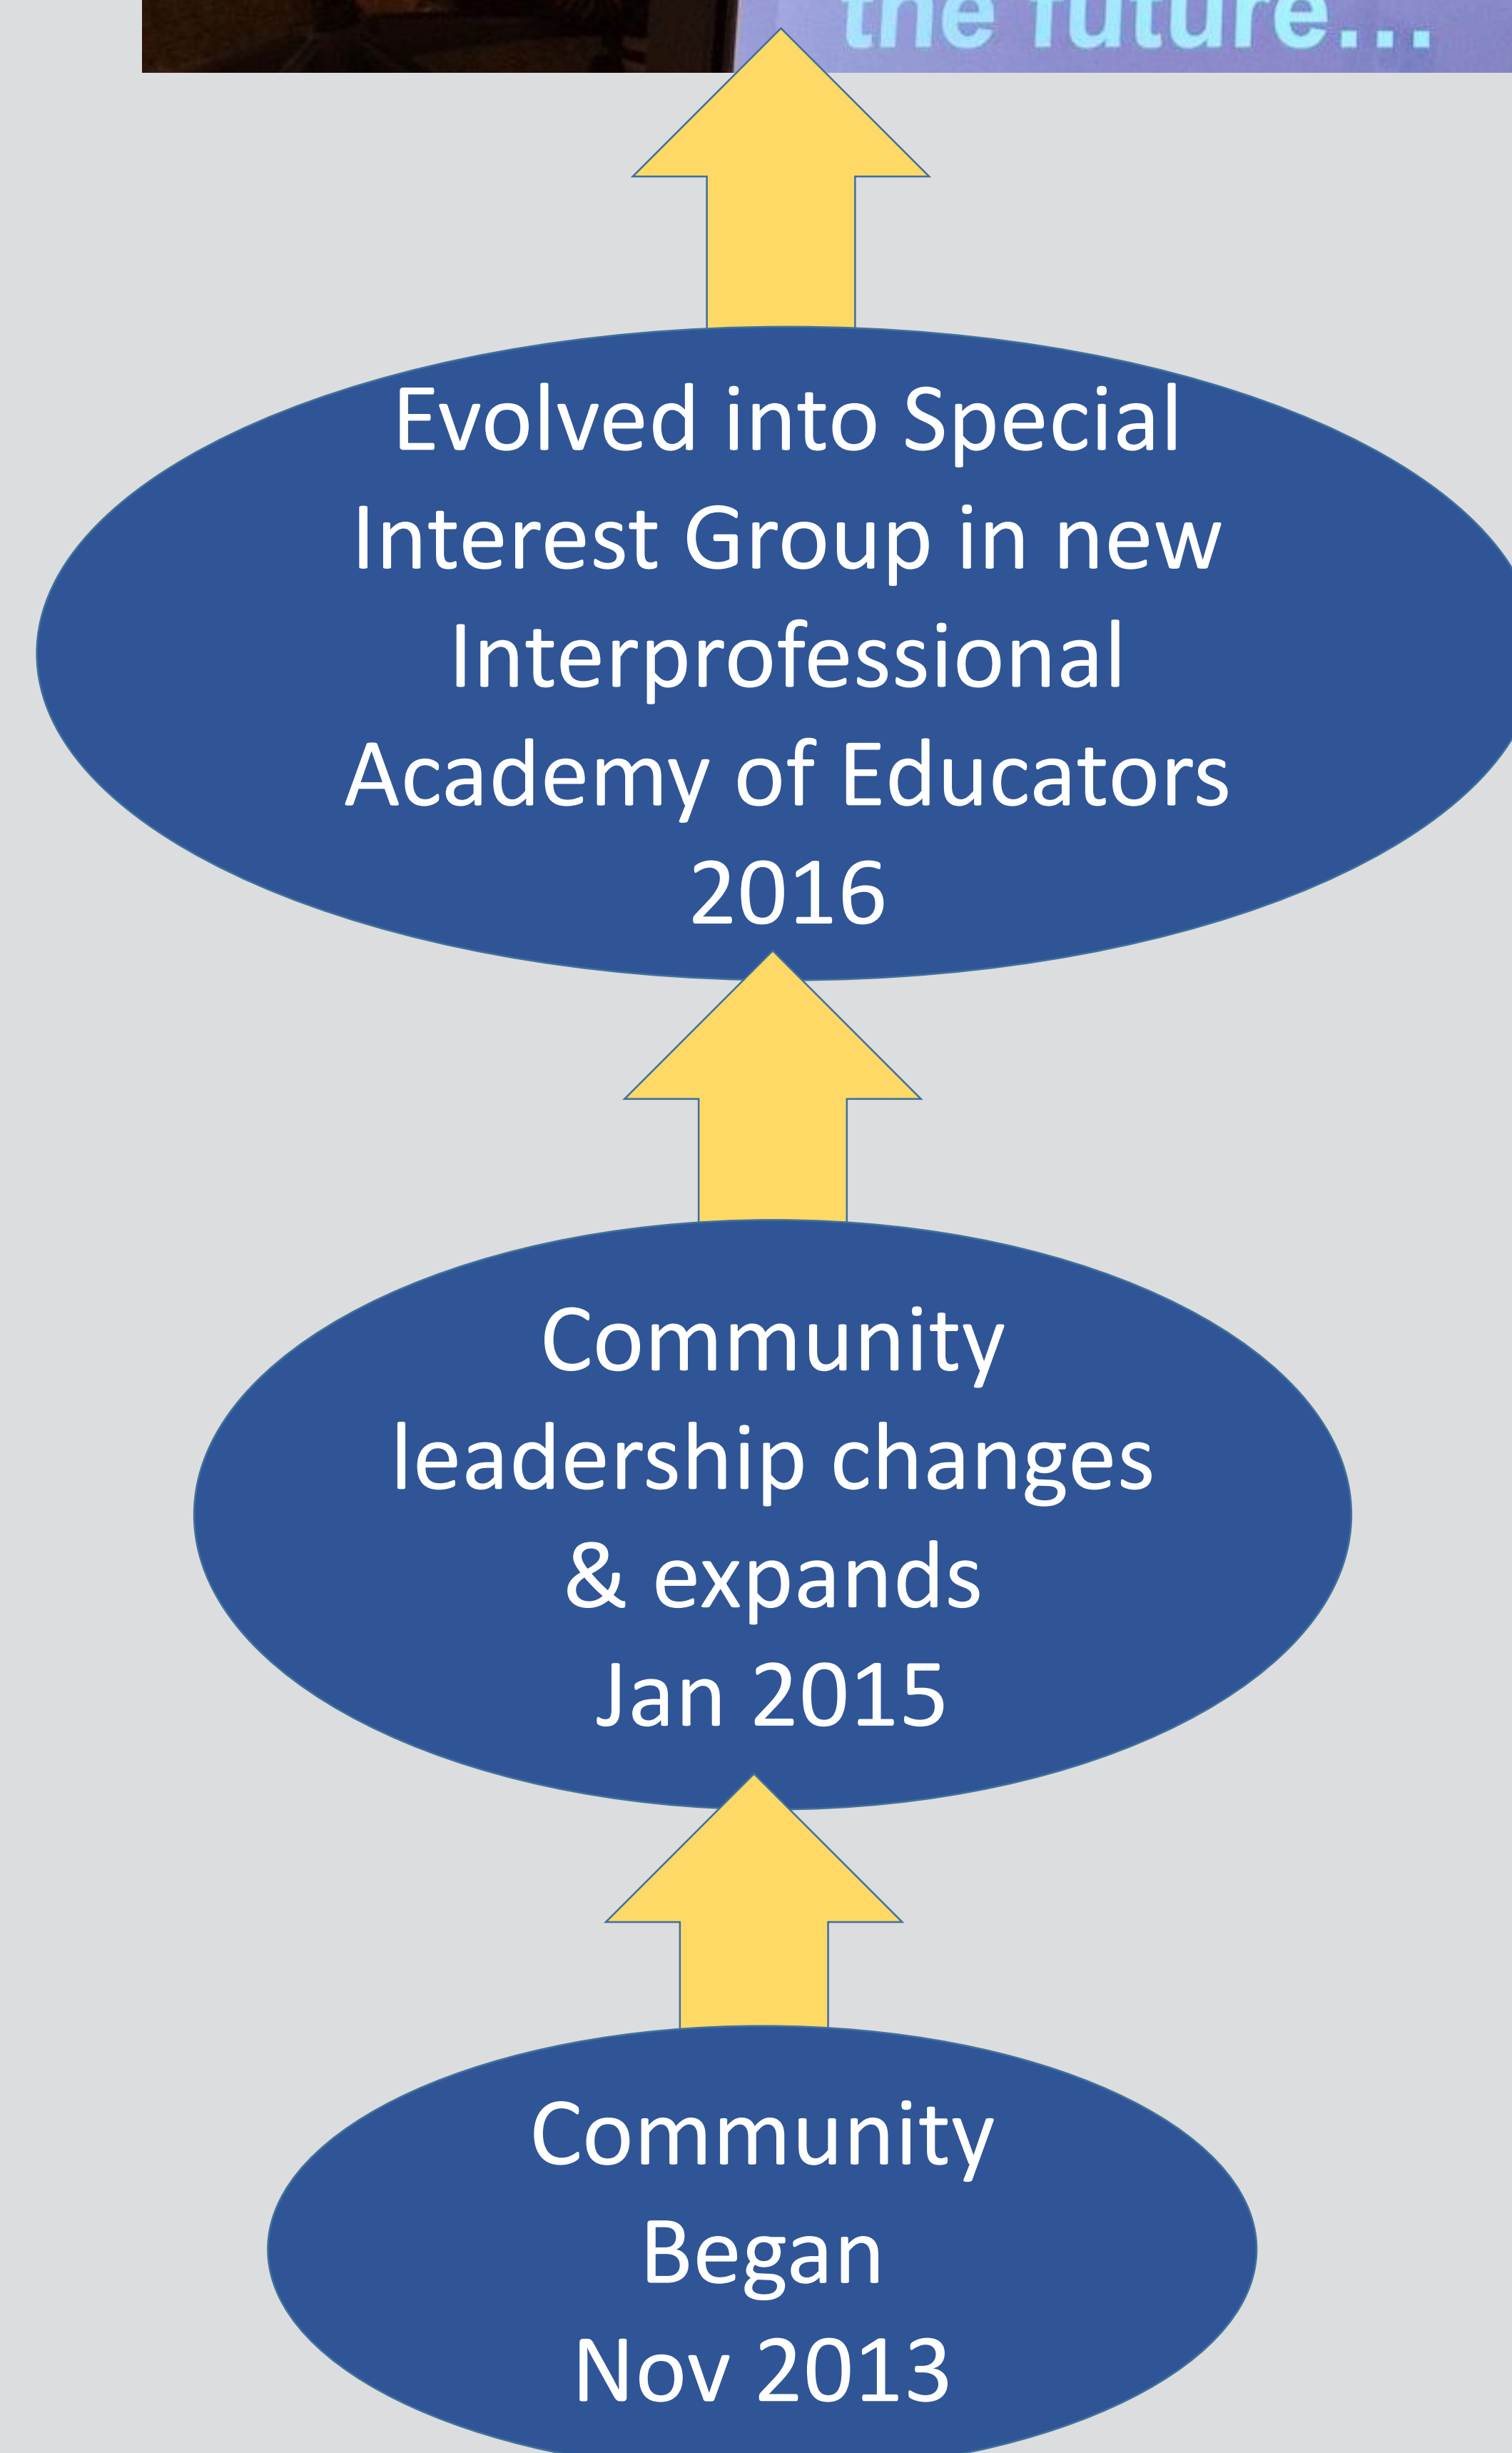 the future...
Evolved into Special
Interest Group in new
Interprofessional
Academy of Educators
2016
Community
leadership changes
& expands
Jan 2015
Community
Began
Nov 2013